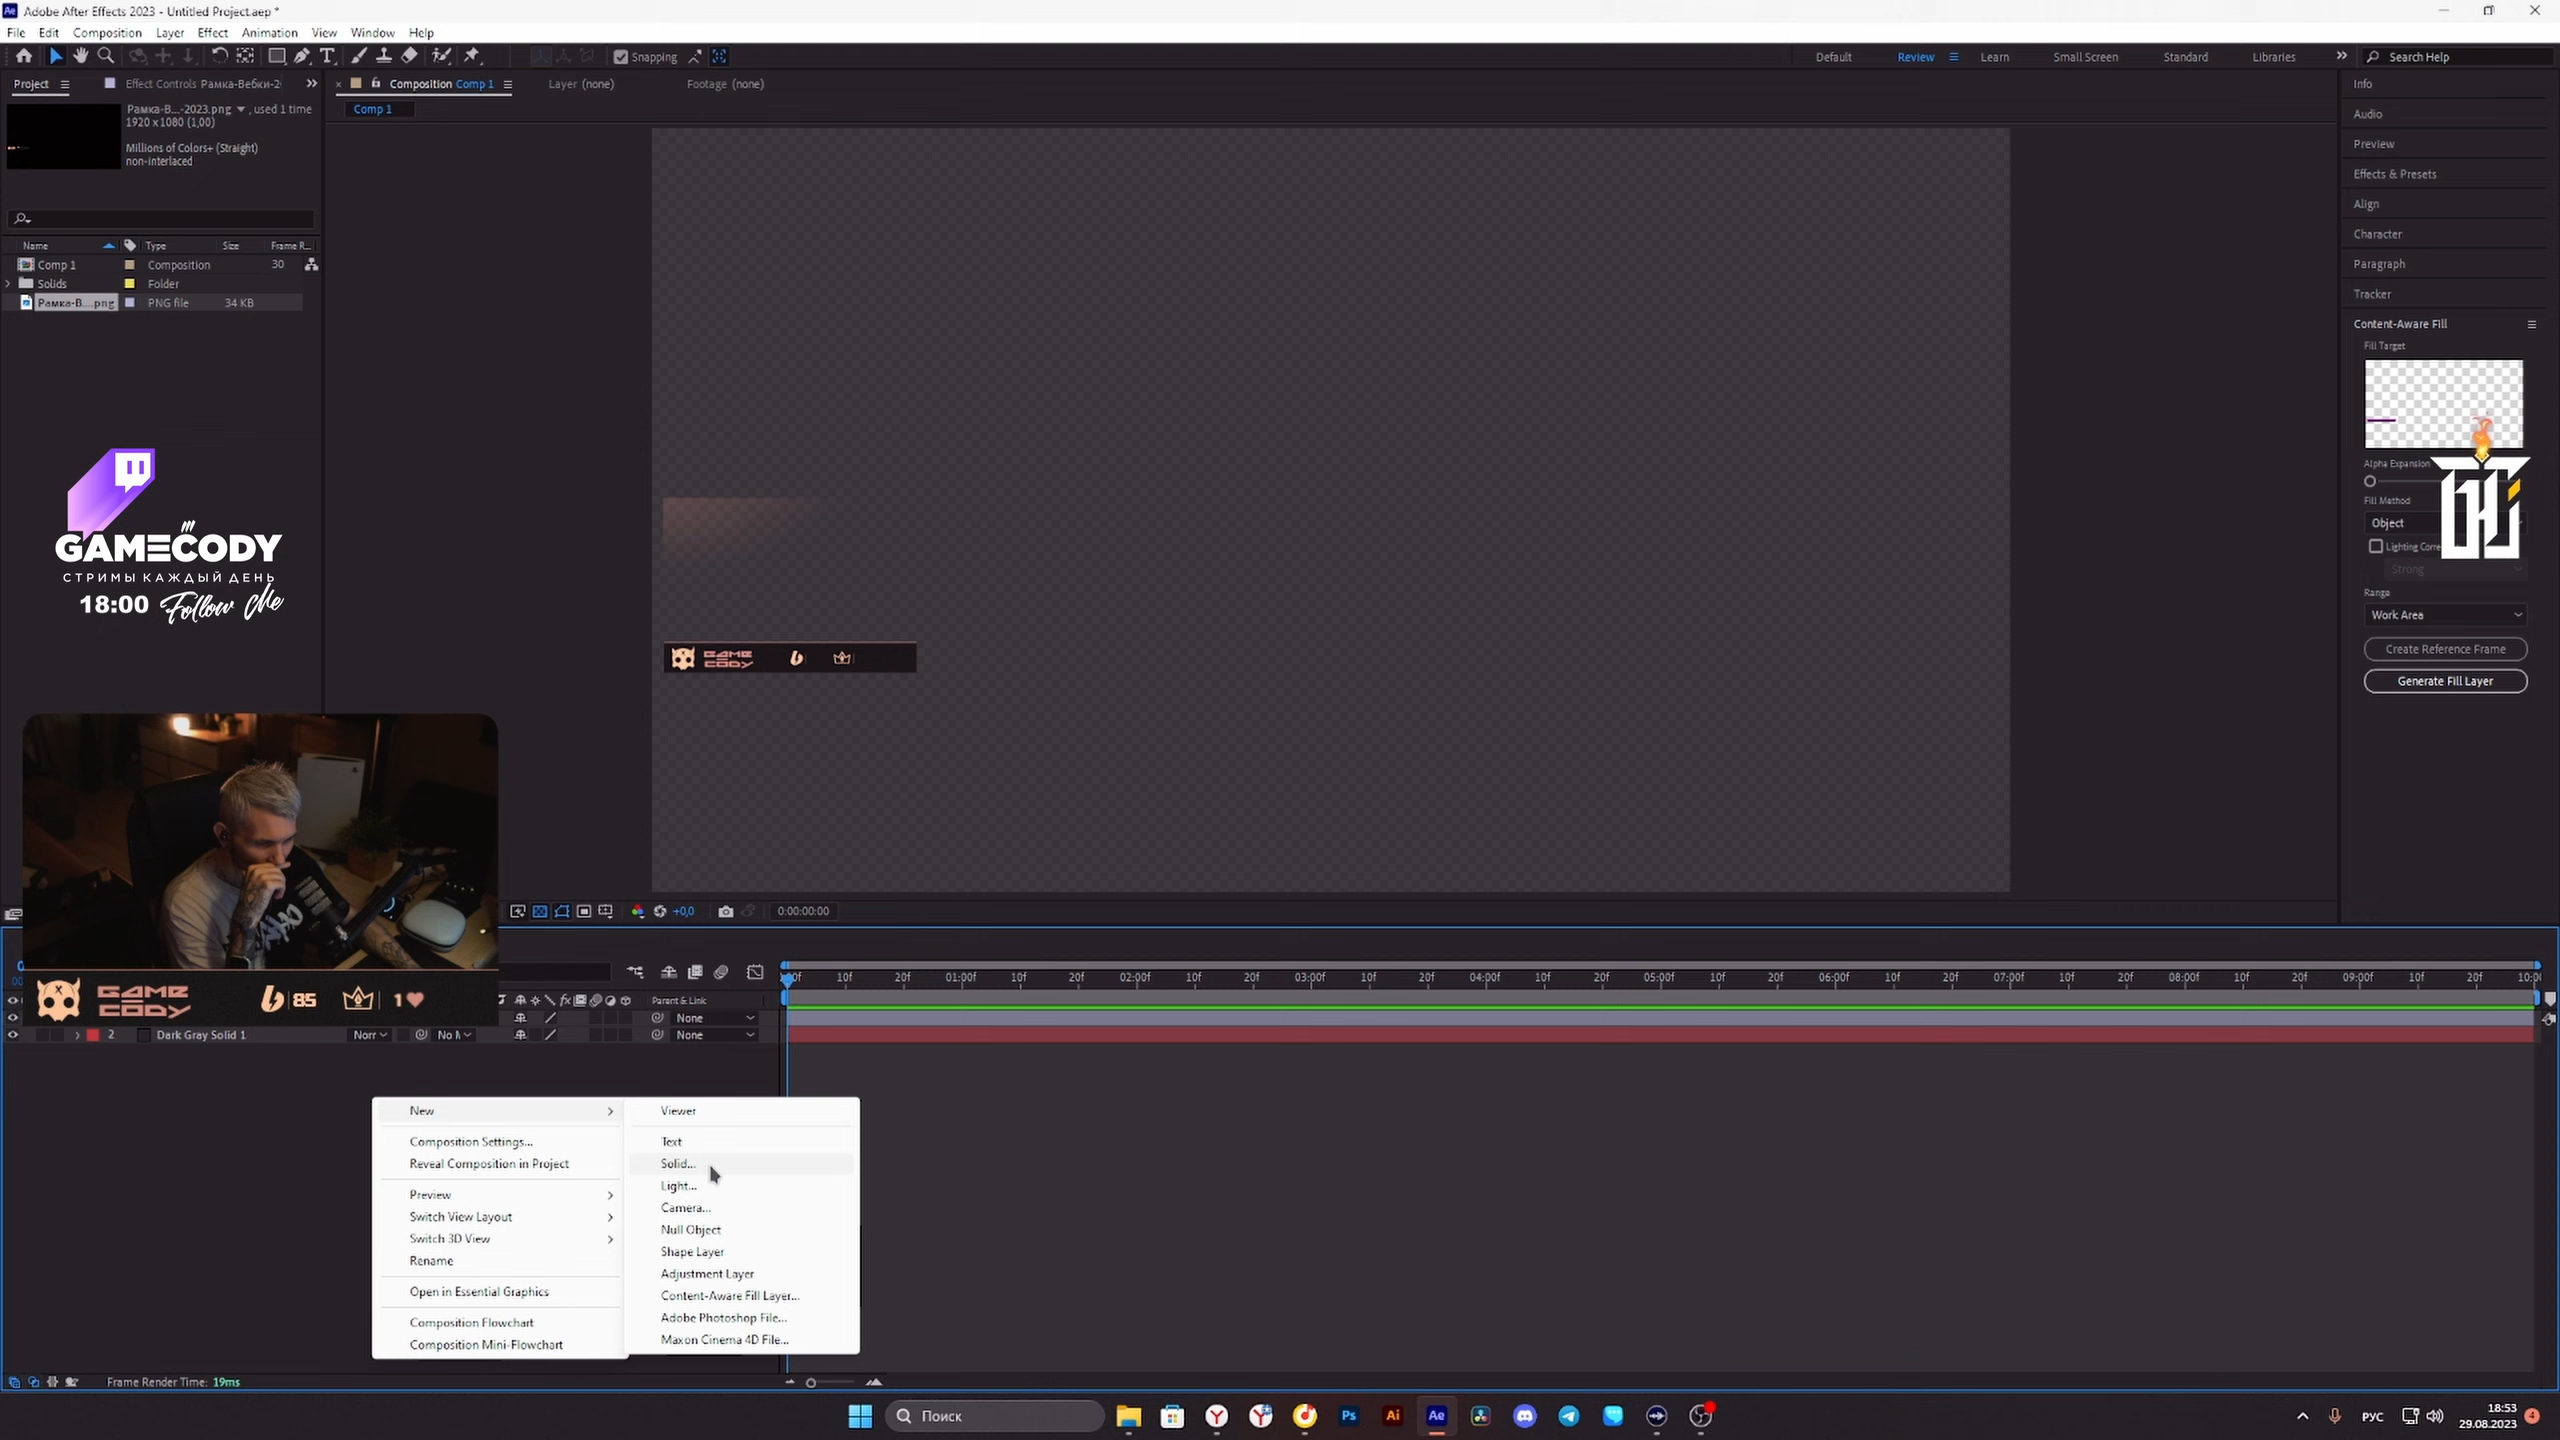 Adobe After Effects 2023 - Untitled Project.aep *
File Edit Composition Layer Effect Animation View Window Help
Snapping
Default Review Learn Small Screen Standard Libraries Search Help
Project Effect Controls Рамка-Вебки-2
Composition Comp 1 Layer (none) Footage (none)
Comp 1
Рамка-В...-2023.png , used 1 time
1920 x 1080 (1,00)
Millions of Colors+ (Straight)
non-interlaced
Name Type Size Frame R...
Comp 1 Composition 30
Solids Folder
Рамка-В....png PNG file 34 KB
GAMECODY
СТРИМЫ КАЖДЫЙ ДЕНЬ
18:00 Follow Me
GAME
CODY
Info
Audio
Preview
Effects & Presets
Align
Character
Paragraph
Tracker
Content-Aware Fill
Fill Target
Alpha Expansion
Fill Method
Object
Lighting Corre
Strong
Range
Work Area
Create Reference Frame
Generate Fill Layer
+0,0 0:00:00:00
GAME
CODY
85 1
:00f 10f 20f 01:00f 10f 20f 02:00f 10f 20f 03:00f 10f 20f 04:00f 10f 20f 05:00f 10f 20f 06:00f 10f 20f 07:00f 10f 20f 08:00f 10f 20f 09:00f 10f 20f 10:0
Parent & Link
None
2 Dark Gray Solid 1 Norr No M None
New
Composition Settings...
Reveal Composition in Project
Preview
Switch View Layout
Switch 3D View
Rename
Open in Essential Graphics
Composition Flowchart
Composition Mini-Flowchart
Viewer
Text
Solid...
Light...
Camera...
Null Object
Shape Layer
Adjustment Layer
Content-Aware Fill Layer...
Adobe Photoshop File...
Maxon Cinema 4D File...
Frame Render Time: 19ms
Поиск
Ps Ai Ae
РУС
18:53
29.08.2023
4